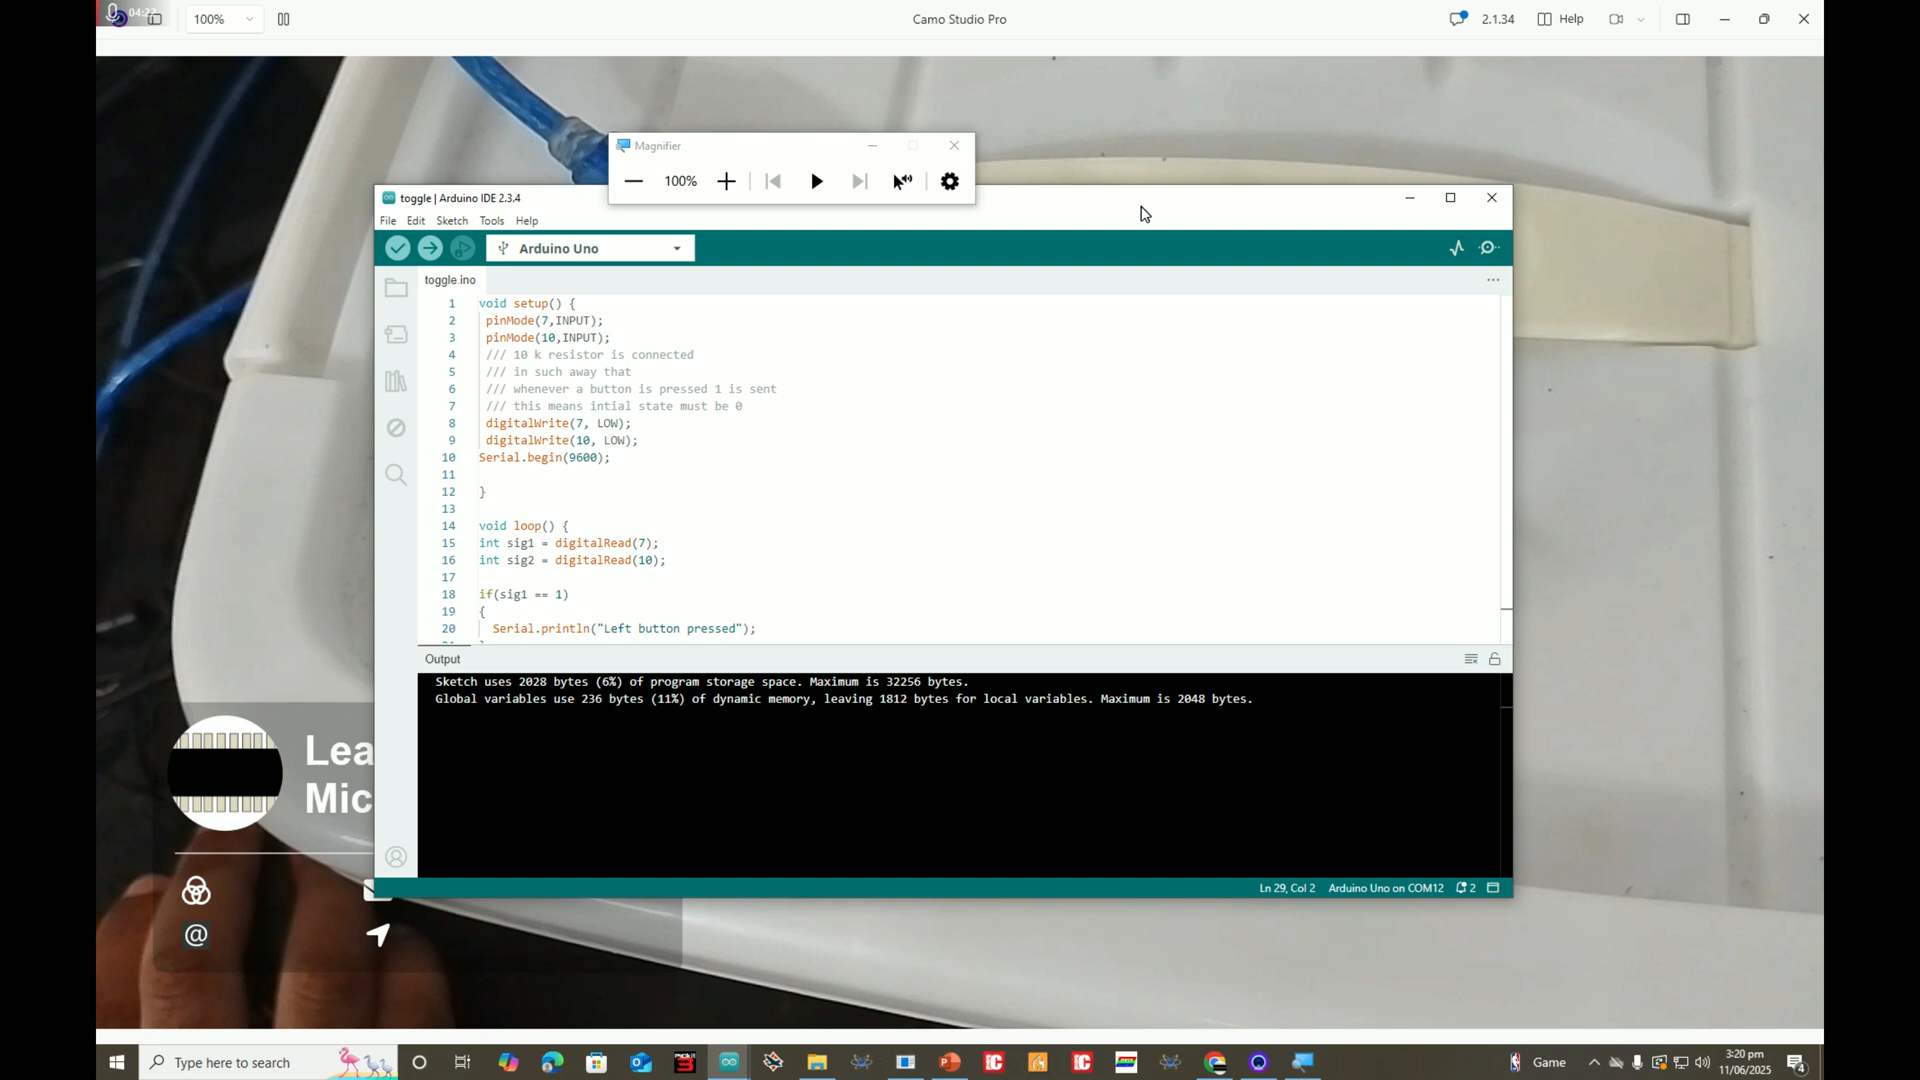 04:22
100%
Camo Studio Pro
2.1.34
Help
Magnifier
100%
toggle | Arduino IDE 2.3.4
File Edit Sketch Tools Help
Arduino Uno
toggle.ino
1 void setup() {
2 pinMode(7,INPUT);
3 pinMode(10,INPUT);
4 /// 10 k resistor is connected
5 /// in such away that
6 /// whenever a button is pressed 1 is sent
7 /// this means intial state must be 0
8 digitalWrite(7, LOW);
9 digitalWrite(10, LOW);
10 Serial.begin(9600);
11
12 }
13
14 void loop() {
15 int sig1 = digitalRead(7);
16 int sig2 = digitalRead(10);
17
18 if(sig1 == 1)
19 {
20 Serial.println("Left button pressed");
Output
Sketch uses 2028 bytes (6%) of program storage space. Maximum is 32256 bytes.
Global variables use 236 bytes (11%) of dynamic memory, leaving 1812 bytes for local variables. Maximum is 2048 bytes.
Lea
Mic
@
Ln 29, Col 2 Arduino Uno on COM12 2
Type here to search
Game
3:20 pm
11/06/2025
4